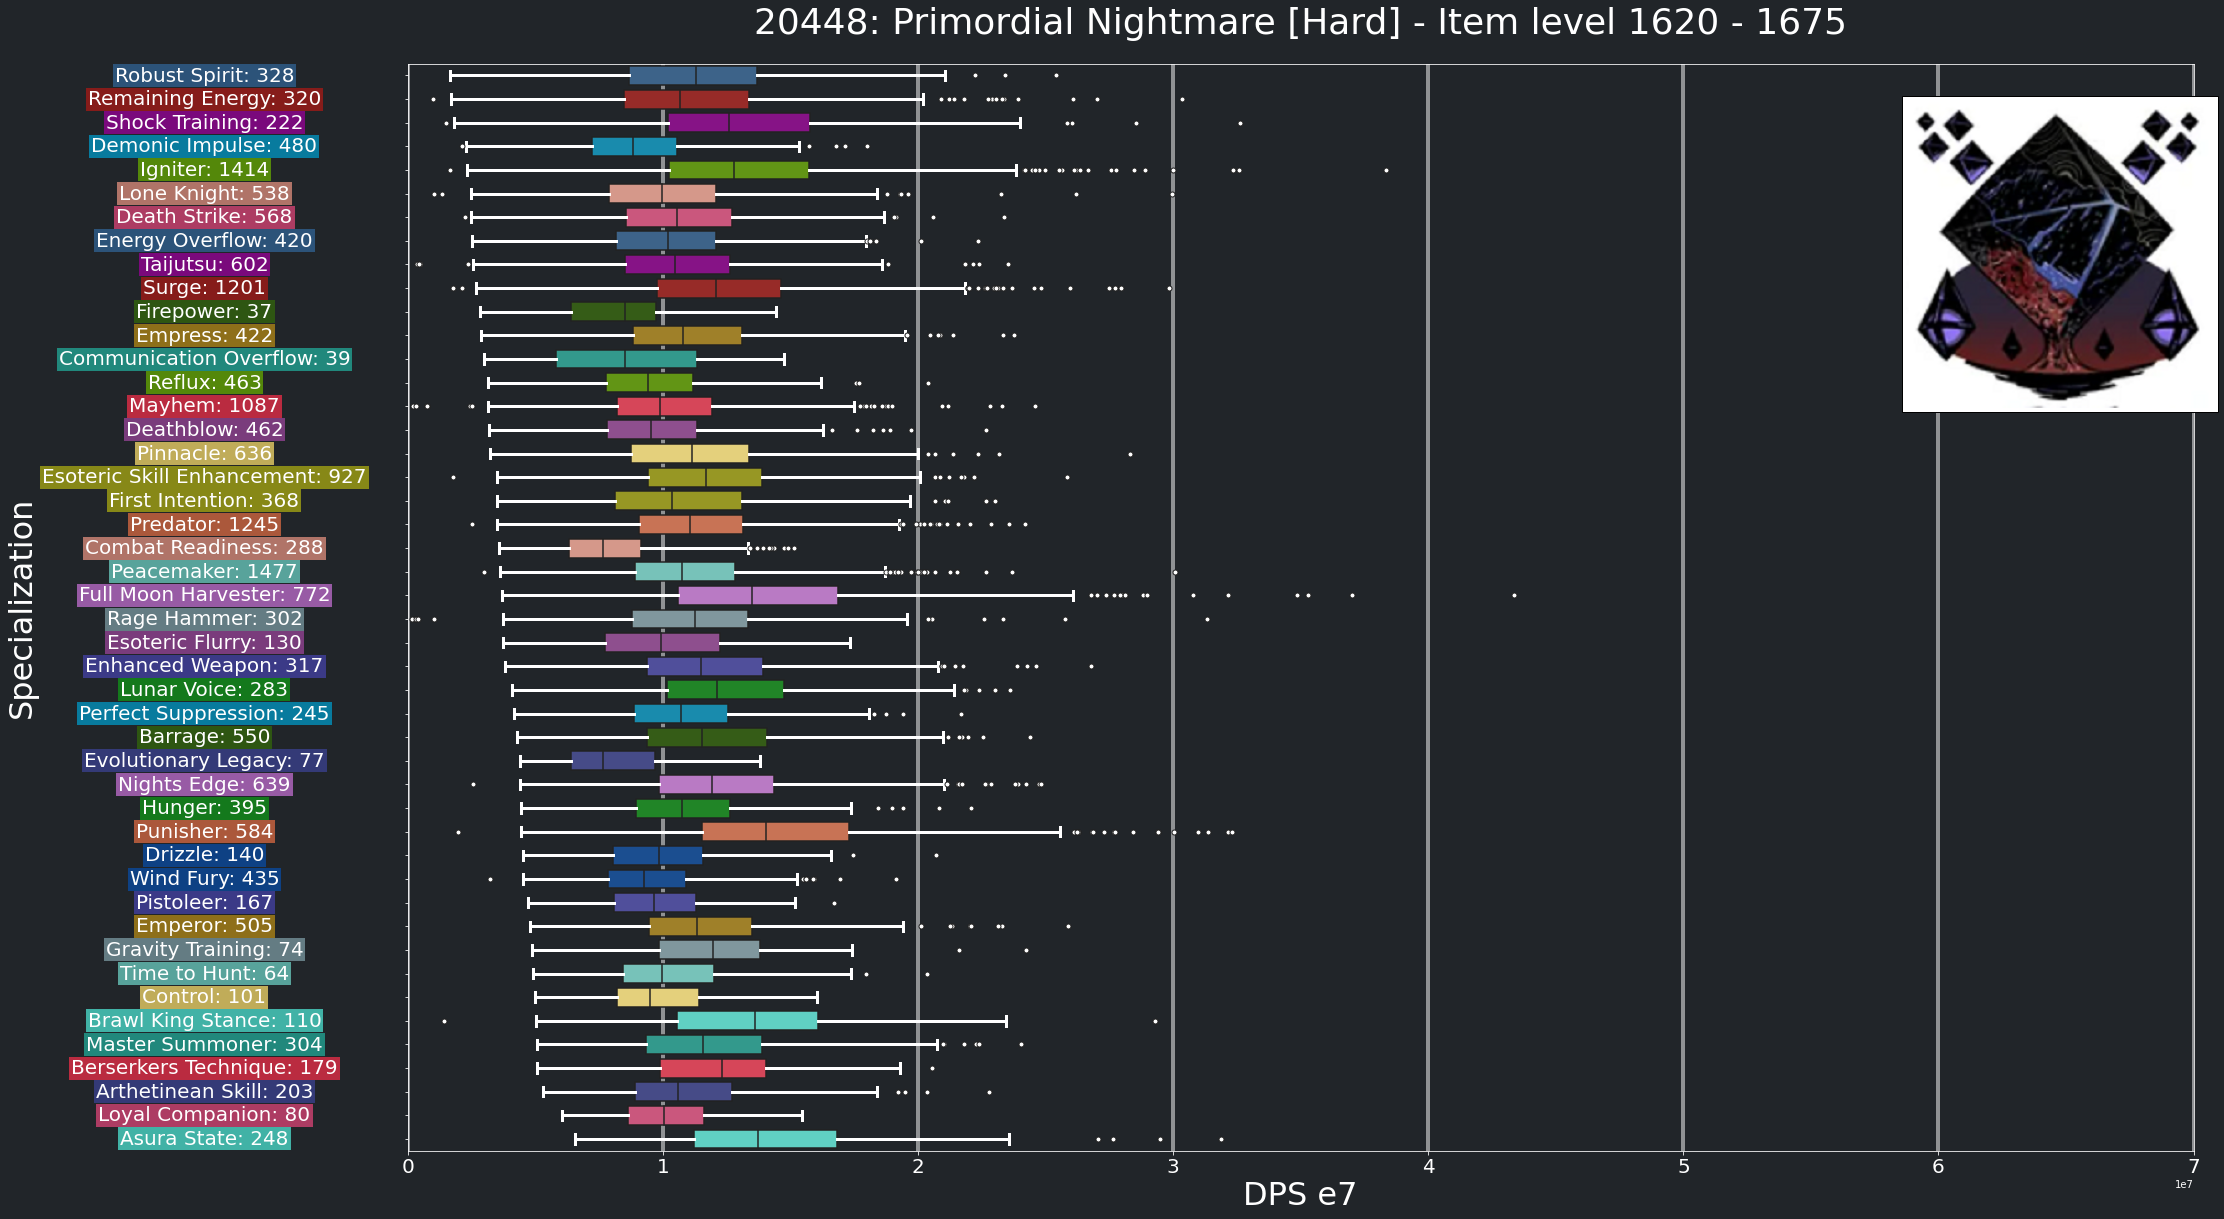 20448: Primordial Nightmare [Hard] - Item level 1620 - 1675
Robust Spirit: 328
Remaining Energy: 320
Shock Training: 222
Demonic Impulse: 480
Igniter: 1414
Lone Knight: 538
Death Strike: 568
Energy Overflow: 420
Taijutsu: 602
Surge: 1201
Firepower: 37
Empress: 422
Communication Overflow: 39
Reflux: 463
Mayhem: 1087
Deathblow: 462
Pinnacle: 636
Esoteric Skill Enhancement: 927
First Intention: 368
Predator: 1245
Combat Readiness: 288
Peacemaker: 1477
Full Moon Harvester: 772
Rage Hammer: 302
Esoteric Flurry: 130
Enhanced Weapon: 317
Lunar Voice: 283
Perfect Suppression: 245
Barrage: 550
Evolutionary Legacy: 77
Nights Edge: 639
Hunger: 395
Punisher: 584
Drizzle: 140
Wind Fury: 435
Pistoleer: 167
Emperor: 505
Gravity Training: 74
Time to Hunt: 64
Control: 101
Brawl King Stance: 110
Master Summoner: 304
Berserkers Technique: 179
Arthetinean Skill: 203
Loyal Companion: 80
Asura State: 248
Specialization
0 1 2 3 4 5 6 7
1e7
DPS e7